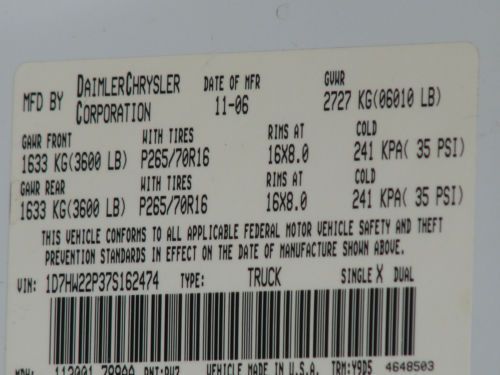 MFD BY DAIMLERCHRYSLER CORPORATION DATE OF MFR 11-06 GVWR 2727 KG(06010 LB)
GAWR FRONT WITH TIRES RIMS AT COLD
1633 KG(3600 LB) P265/70R16 16X8.0 241 KPA( 35 PSI)
GAWR REAR WITH TIRES RIMS AT COLD
1633 KG(3600 LB) P265/70R16 16X8.0 241 KPA( 35 PSI)
THIS VEHICLE CONFORMS TO ALL APPLICABLE FEDERAL MOTOR VEHICLE SAFETY AND THEFT
PREVENTION STANDARDS IN EFFECT ON THE DATE OF MANUFACTURE SHOWN ABOVE.
VIN: 1D7HW22P37S162474 TYPE: TRUCK SINGLE X DUAL
VEHICLE MADE IN U.S.A. TRM:Y9D5 4648503